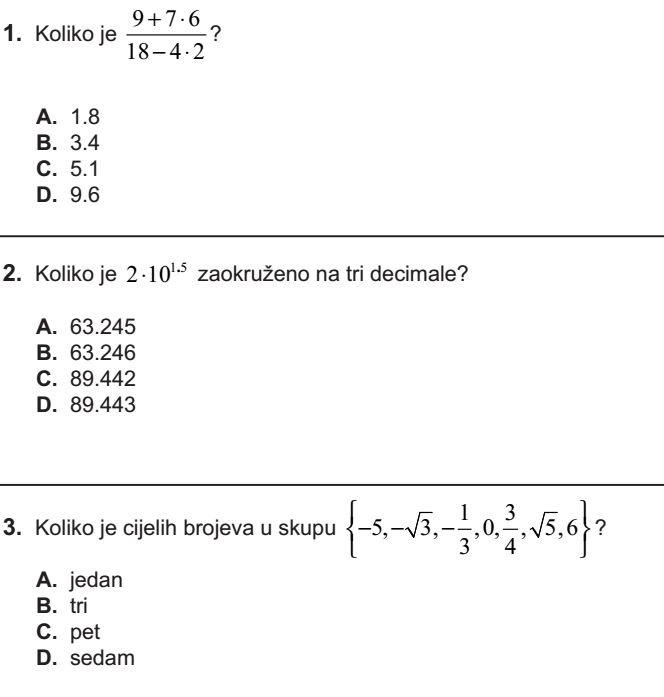 1. Koliko je \frac{9+7\cdot6}{18-4\cdot2}?
A. 1.8
B. 3.4
C. 5.1
D. 9.6
2. Koliko je 2·10^{1.5} zaokruženo na tri decimale?
A. 63.245
B. 63.246
C. 89.442
D. 89.443
3. Koliko je cijelih brojeva u skupu \left\{-5,-\sqrt{3},-\frac{1}{3},0,\frac{3}{4},\sqrt{5},6\right\}?
A. jedan
B. tri
C. pet
D. sedam